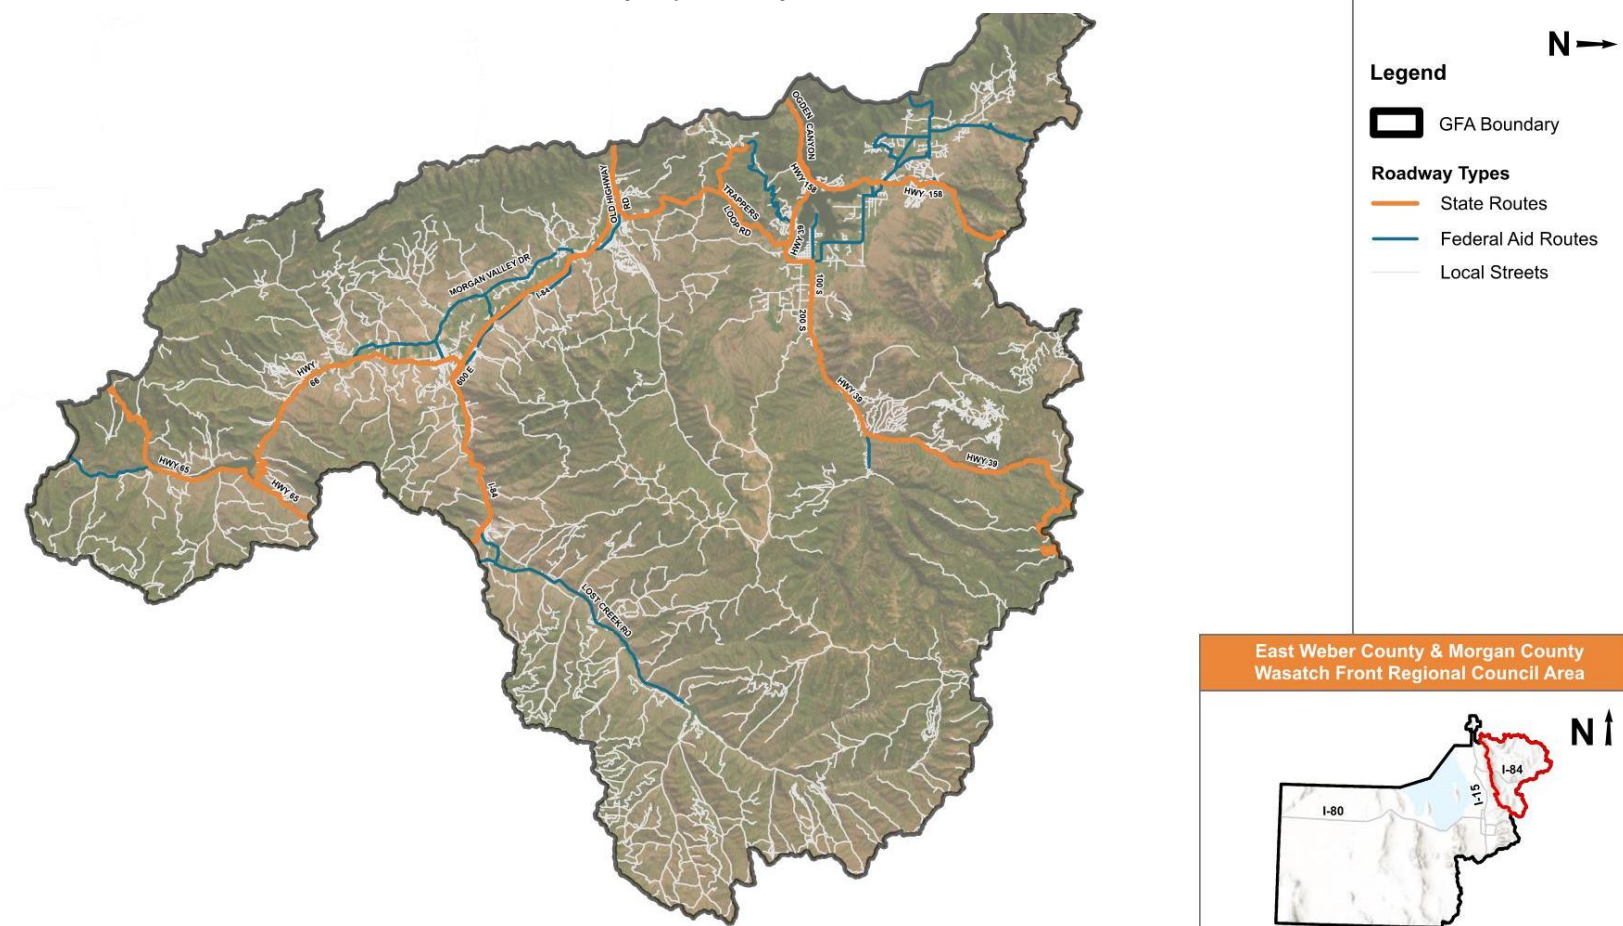 N
Legend
GFA Boundary
Roadway Types
State Routes
Federal Aid Routes
Local Streets
OGDEN CANYON
HWY 158
HWY 158
OLD HIGHWAY
RD
TRAPPERS
LOOP RD
HWY 39
100 S
200 S
MORGAN VALLEY DR
I-84
HWY
66
600 E
HWY 39
HWY 39
HWY 65
HWY 65
I-84
LOST CREEK RD
East Weber County & Morgan County
Wasatch Front Regional Council Area
N
I-84
I-15
I-80